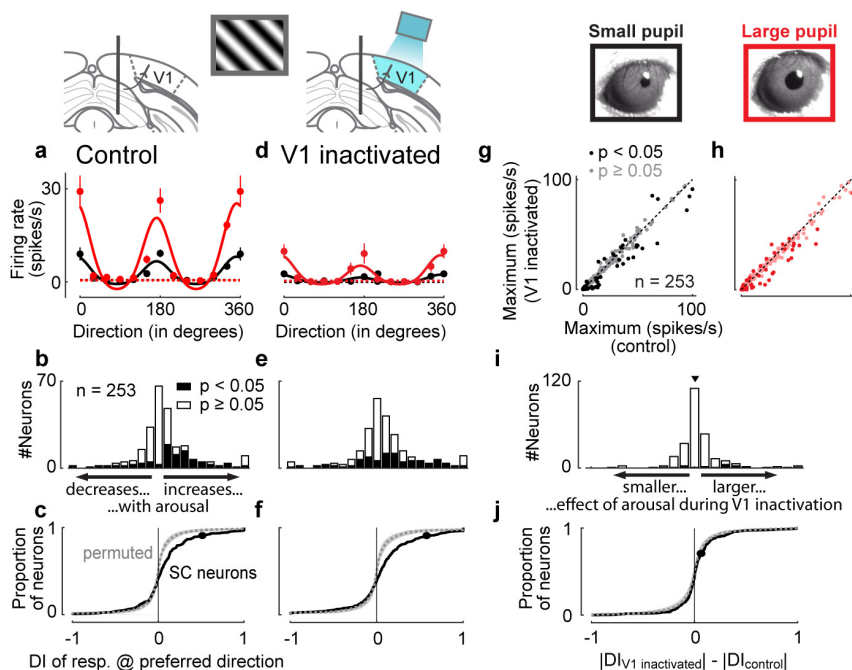 V1
V1
Small pupil
Large pupil
a Control
d V1 inactivated
g
p < 0.05
p ≥ 0.05
h
Firing rate
(spikes/s)
30
0
0 180 360
Direction (in degrees)
0 180 360
Direction (in degrees)
Maximum (spikes/s)
(V1 inactivated)
100
0
n = 253
0 100
Maximum (spikes/s)
(control)
b
#Neurons
70
0
n = 253
p < 0.05
p ≥ 0.05
decreases... increases...
...with arousal
e
i
#Neurons
120
0
smaller... larger...
...effect of arousal during V1 inactivation
c
Proportion
of neurons
1
0
permuted
SC neurons
-1 0 1
f
-1 0 1
DI of resp. @ preferred direction
j
Proportion
of neurons
1
0
-1 0 1
|DIV1 inactivated| - |DIcontrol|